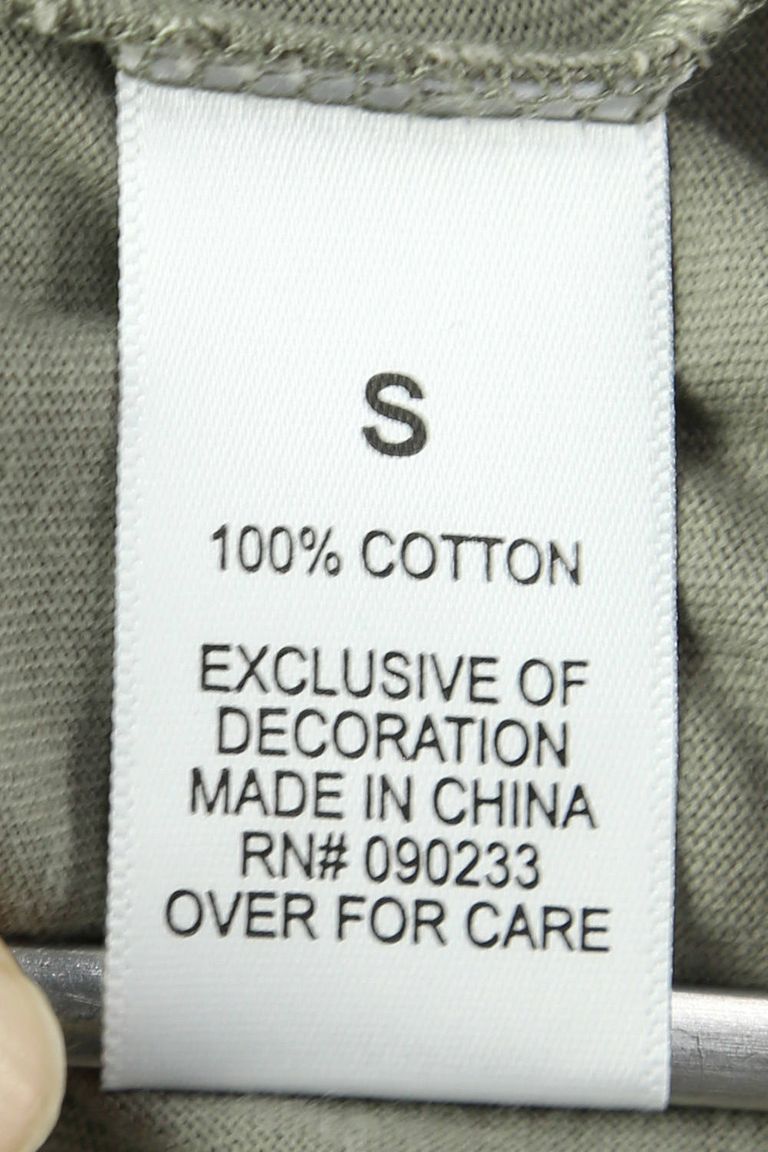 S
100% COTTON
EXCLUSIVE OF
DECORATION
MADE IN CHINA
RN# 090233
OVER FOR CARE